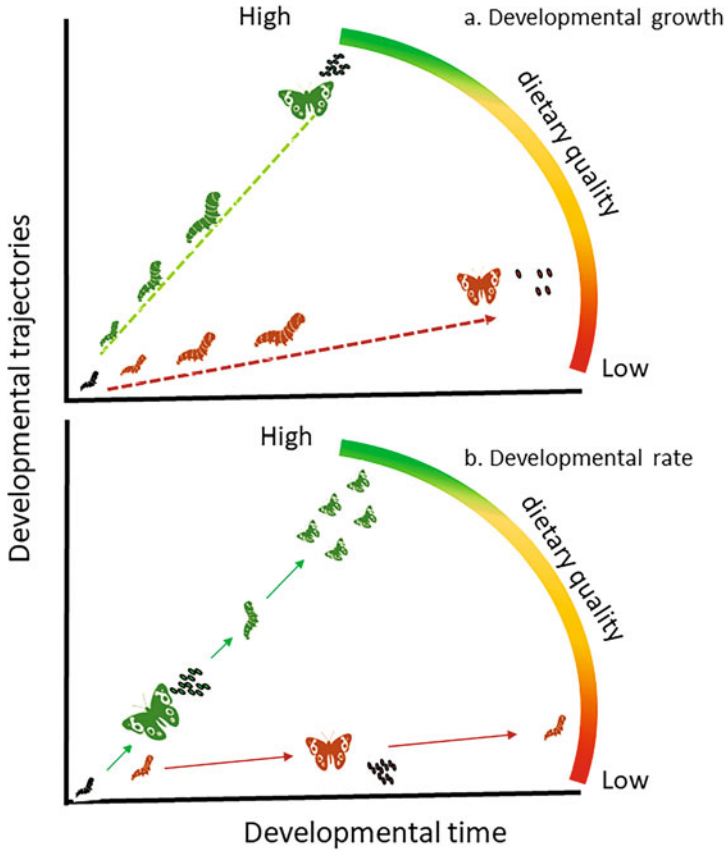 High
a. Developmental growth
dietary quality
Low
Developmental trajectories
High
b. Developmental rate
dietary quality
Low
Developmental time